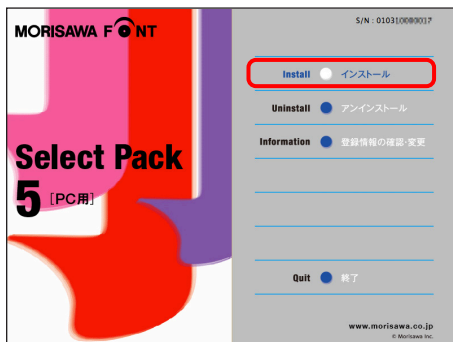 MORISAWA FONT
S/N : 0103
Install インストール
Uninstall アンインストール
Information 登録情報の確認・変更
Select Pack
5 [PC用]
Quit 終了
www.morisawa.co.jp
© Morisawa Inc.